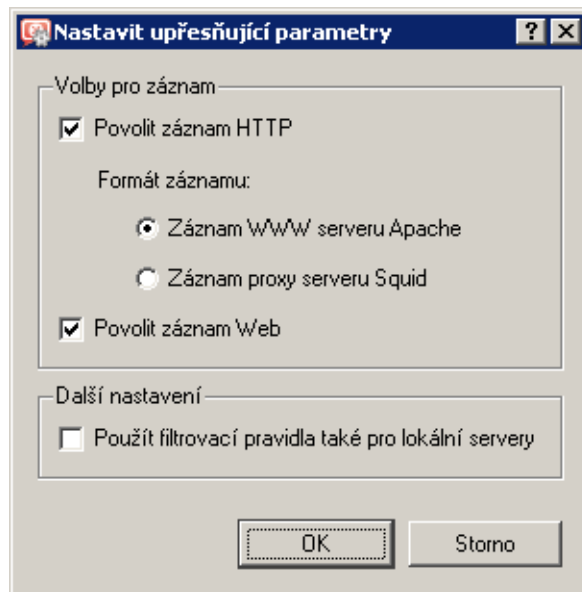 Nastavit upřesňující parametry
Volby pro záznam
Povolit záznam HTTP
Formát záznamu:
Záznam WWW serveru Apache
Záznam proxy serveru Squid
Povolit záznam Web
Další nastavení
Použít filtrovací pravidla také pro lokální servery
OK
Storno